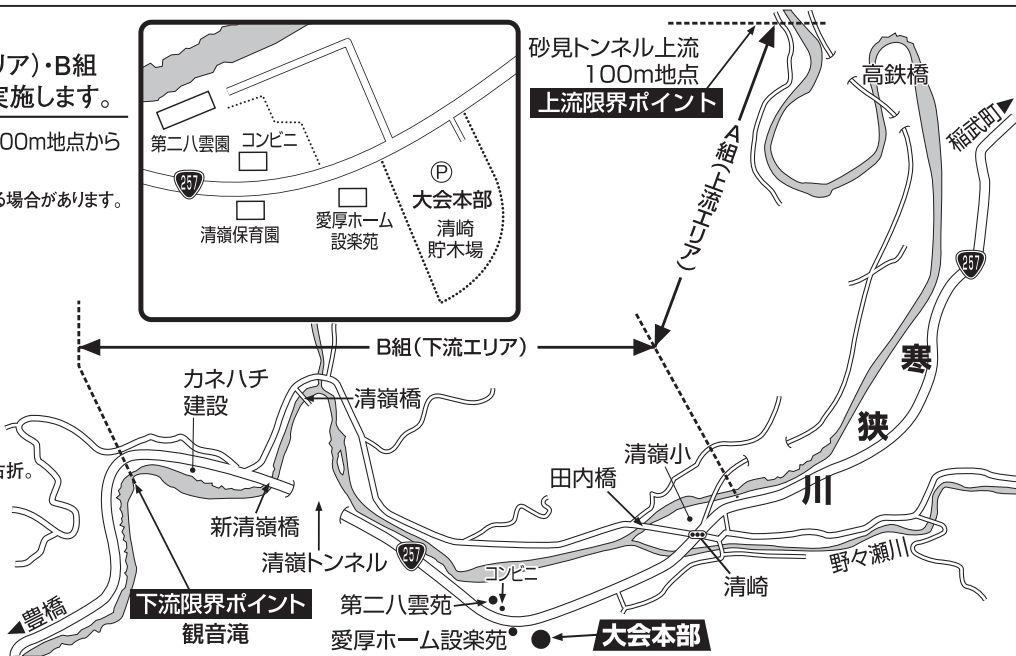 リア)・B組
実施します。
00m地点から
る場合があります。
右折。
第二八雲園
コンビニ
257
清嶺保育園
愛厚ホーム
設楽苑
P
大会本部
清崎
貯木場
砂見トンネル上流
100m地点
上流限界ポイント
高鉄橋
稲武町
A組(上流エリア)
257
寒狭川
B組(下流エリア)
カネハチ
建設
清嶺橋
清嶺小
田内橋
新清嶺橋
清嶺トンネル
257
コンビニ
清崎
野々瀬川
下流限界ポイント
観音滝
豊橋
第二八雲苑
愛厚ホーム設楽苑
大会本部